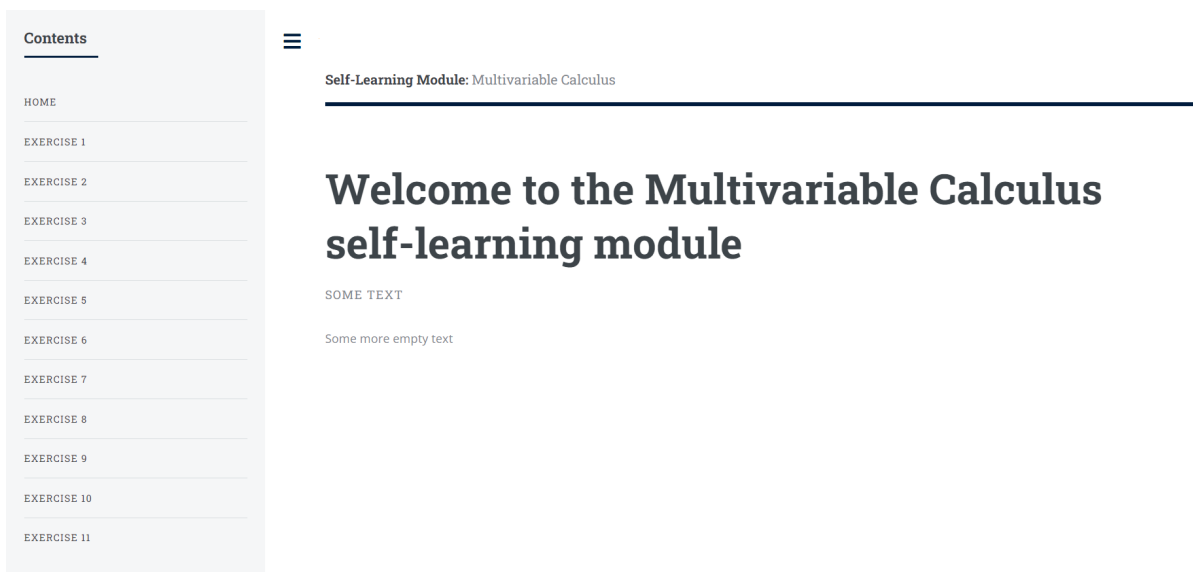 Contents
HOME
EXERCISE 1
EXERCISE 2
EXERCISE 3
EXERCISE 4
EXERCISE 5
EXERCISE 6
EXERCISE 7
EXERCISE 8
EXERCISE 9
EXERCISE 10
EXERCISE 11
Self-Learning Module: Multivariable Calculus
Welcome to the Multivariable Calculus
self-learning module
SOME TEXT
Some more empty text